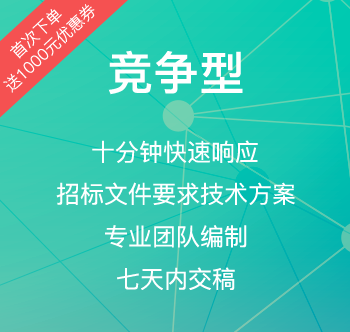 首次下单
送1000元优惠券
竞争型
十分钟快速响应
招标文件要求技术方案
专业团队编制
七天内交稿